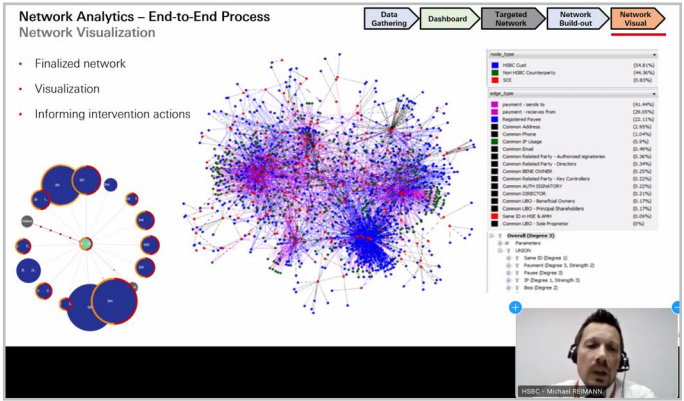 Network Analytics – End-to-End Process
Network Visualization
Data Gathering
Dashboard
Targeted Network
Network Build-out
Network Visual
• Finalized network
• Visualization
• Informing intervention actions
node_type
HSBC Cust (54.81%)
Non HSBC Counterparty (44.36%)
SOI (0.83%)
edge_type
payment - sends to (41.44%)
payment - recieves from (29.05%)
Registered Payee (22.11%)
Common Address (2.95%)
Common Phone (1.04%)
Common IP Usage (0.9%)
Common Email (0.49%)
Common Related Party - Authorized signatories (0.36%)
Common Related Party - Directors (0.34%)
Common BENE OWNER (0.25%)
Common Related Party - Key Controllers (0.22%)
Common AUTH SIGNATORY (0.22%)
Common DIRECTOR (0.21%)
Common UBO - Beneficial Owners (0.17%)
Common UBO - Principal Shareholders (0.17%)
Same ID in HSE & AMH (0.09%)
Common UBO - Sole Proprietor (0%)
Overall (Degree 3)
Parameters
UNION
Same ID (Degree 1)
Payment (Degree 3, Strength 2)
Payee (Degree 3)
IP (Degree 1, Strength 3)
(Degree 2)
HSBC - Michael REIMANN